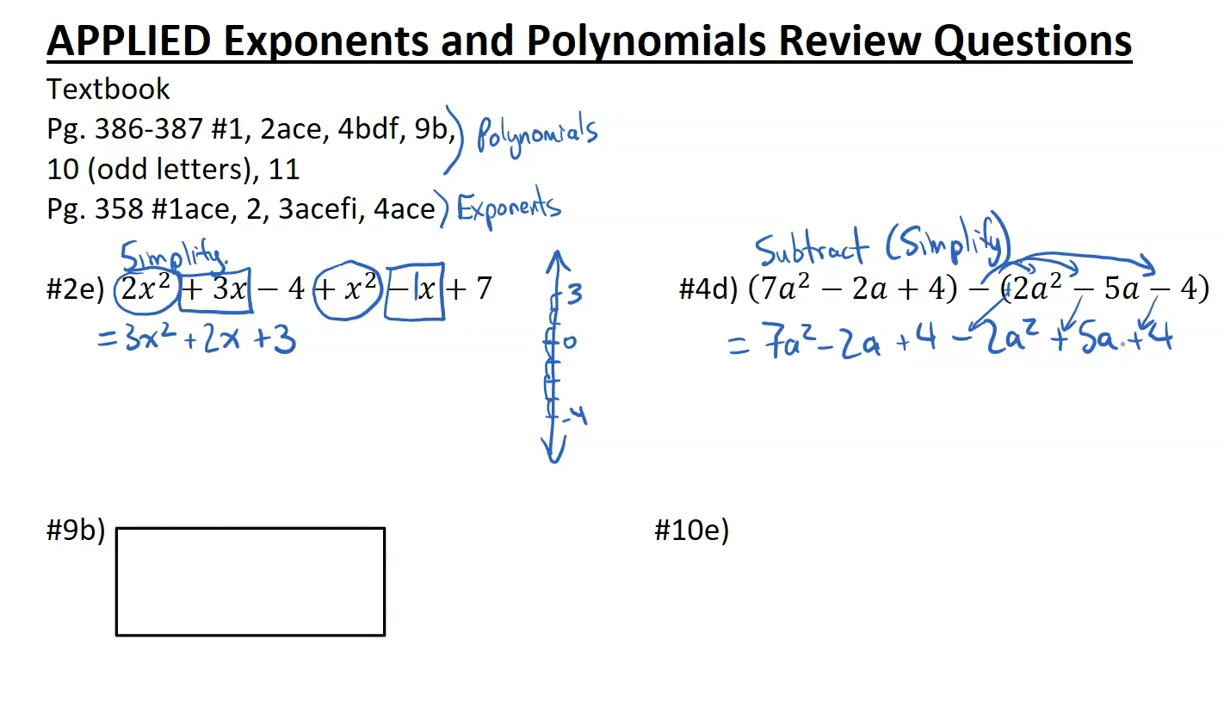 APPLIED Exponents and Polynomials Review Questions
Textbook
Pg. 386-387 #1, 2ace, 4bdf, 9b,
10 (odd letters), 11
Polynomials
Pg. 358 #1ace, 2, 3acefi, 4ace
Exponents
Simplify.
#2e) 2x² + 3x − 4 + x² − 1x + 7
= 3x² + 2x + 3
3
0
-4
Subtract (Simplify)
#4d) (7a² − 2a + 4) − (+2a² − 5a − 4)
= 7a² - 2a + 4 - 2a² + 5a + 4
#9b)
#10e)